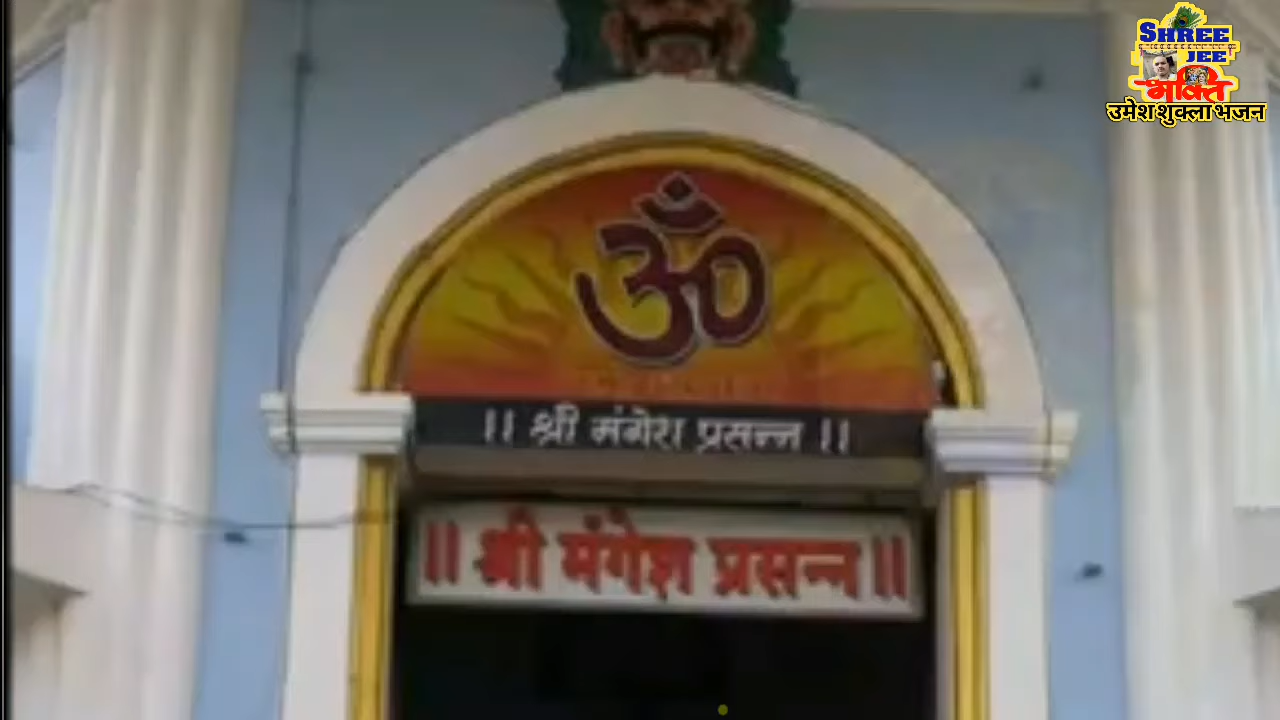 SHREE
JEE
भक्ति
उमेश शुक्ला भजन
ॐ
।। श्री मंगेश प्रसन्न ।।
॥ श्री मंगेश प्रसन्न ॥